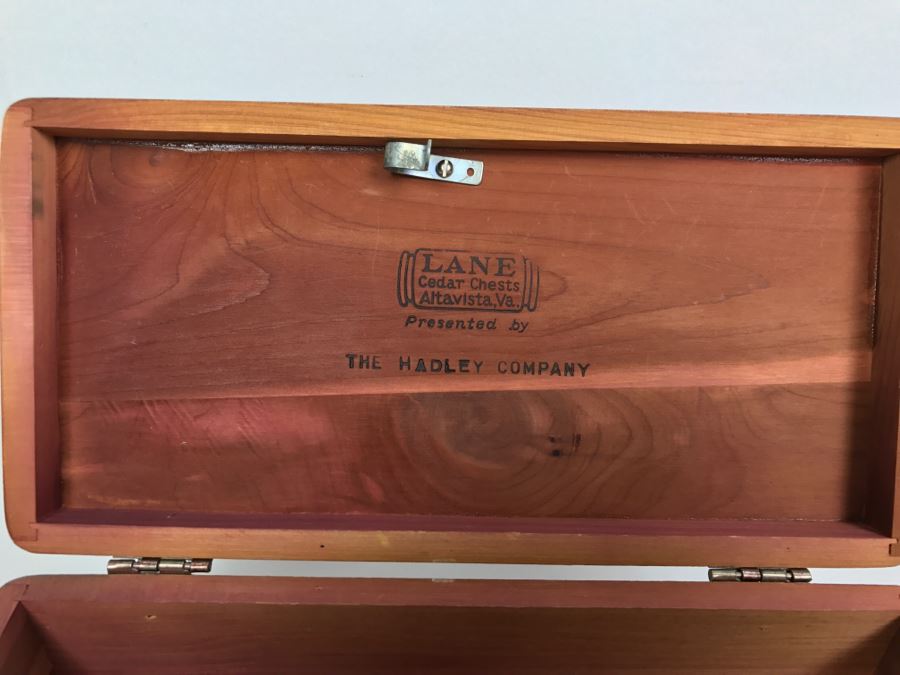 LANE
Cedar Chests
Altavista, Va.
Presented by
THE HADLEY COMPANY